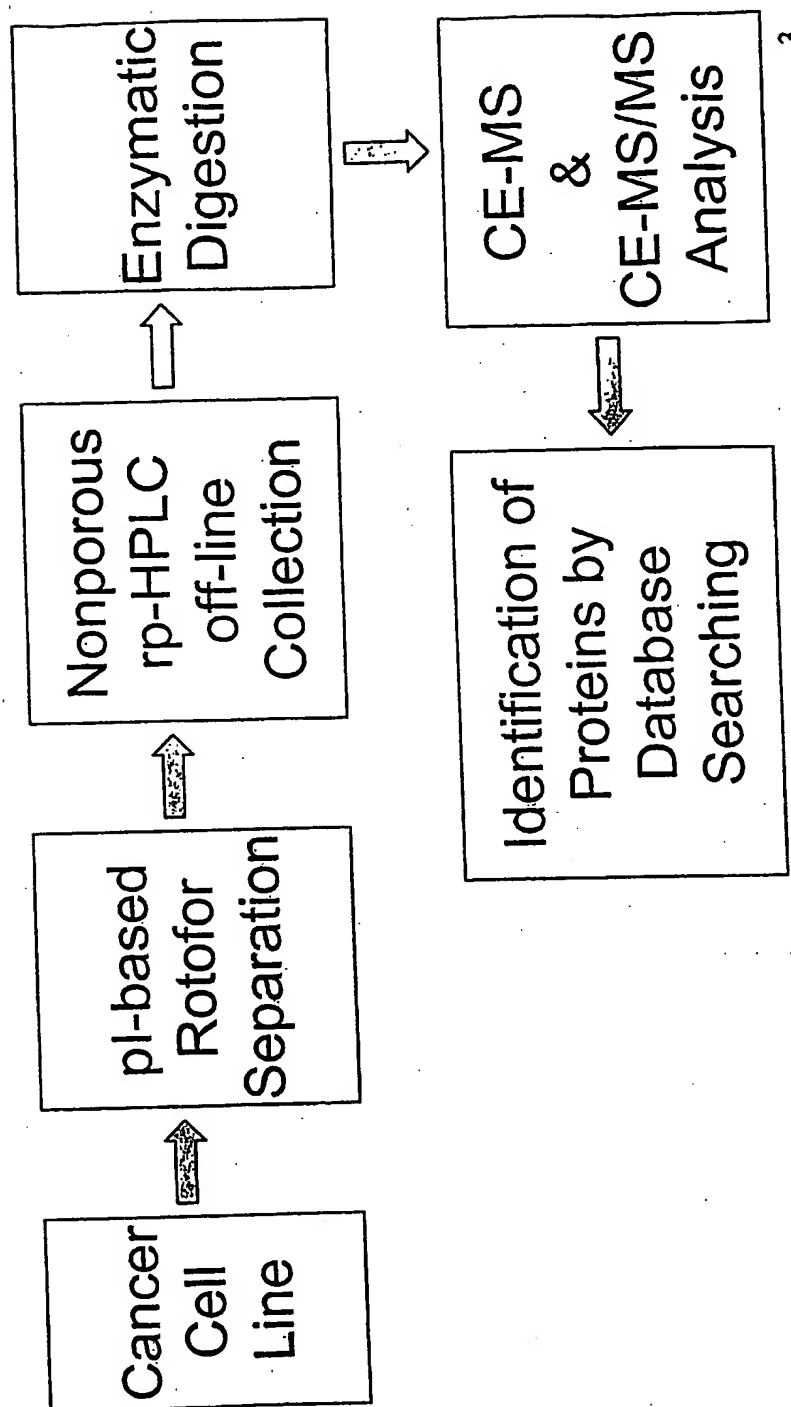 Cancer
Cell
Line
pI-based
Rotofor
Separation
Nonporous
rp-HPLC
off-line
Collection
Enzymatic
Digestion
CE-MS
&
CE-MS/MS
Analysis
Identification of
Proteins by
Database
Searching
3